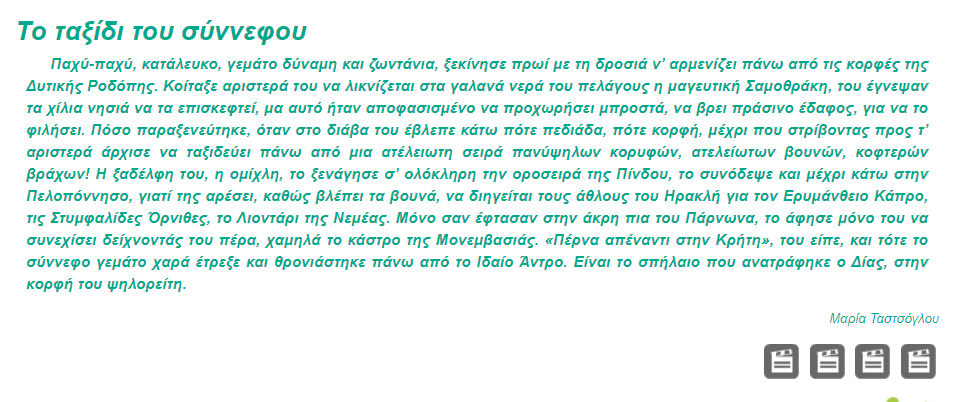 Το ταξίδι του σύννεφου
Παχύ-παχύ, κατάλευκο, γεμάτο δύναμη και ζωντάνια, ξεκίνησε πρωί με τη δροσιά ν’ αρμενίζει πάνω από τις κορφές της
Δυτικής Ροδόπης. Κοίταξε αριστερά του να λικνίζεται στα γαλανά νερά του πελάγους η μαγευτική Σαμοθράκη, του έγνεψαν
τα χίλια νησιά να τα επισκεφτεί, μα αυτό ήταν αποφασισμένο να προχωρήσει μπροστά, να βρει πράσινο έδαφος, για να το
φιλήσει. Πόσο παραξενεύτηκε, όταν στο διάβα του έβλεπε κάτω πότε πεδιάδα, πότε κορφή, μέχρι που στρίβοντας προς τ’
αριστερά άρχισε να ταξιδεύει πάνω από μια ατέλειωτη σειρά πανύψηλων κορυφών, ατελείωτων βουνών, κοφτερών
βράχων! Η ξαδέλφη του, η ομίχλη, το ξενάγησε σ’ ολόκληρη την οροσειρά της Πίνδου, το συνόδεψε και μέχρι κάτω στην
Πελοπόννησο, γιατί της αρέσει, καθώς βλέπει τα βουνά, να διηγείται τους άθλους του Ηρακλή για τον Ερυμάνθειο Κάπρο,
τις Στυμφαλίδες Όρνιθες, το Λιοντάρι της Νεμέας. Μόνο σαν έφτασαν στην άκρη πια του Πάρνωνα, το άφησε μόνο του να
συνεχίσει δείχνοντάς του πέρα, χαμηλά το κάστρο της Μονεμβασιάς. «Πέρνα απέναντι στην Κρήτη», του είπε, και τότε το
σύννεφο γεμάτο χαρά έτρεξε και θρονιάστηκε πάνω από το Ιδαίο Άντρο. Είναι το σπήλαιο που ανατράφηκε ο Δίας, στην
κορφή του ψηλορείτη.
Μαρία Ταστσόγλου